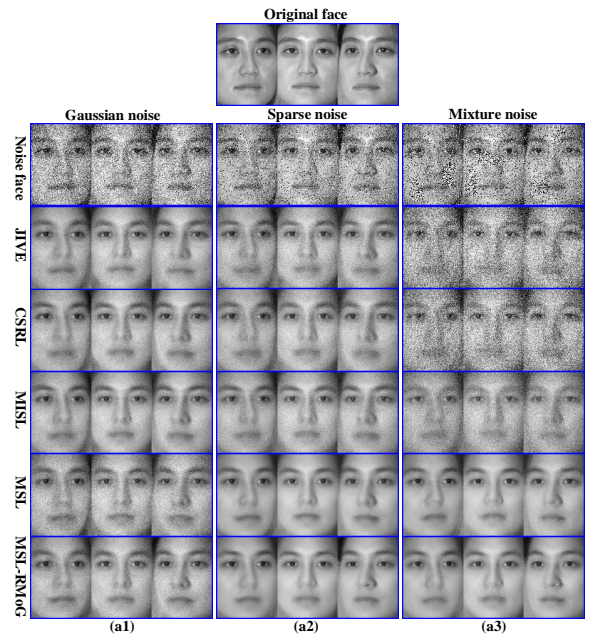 Original face
Gaussian noise
Sparse noise
Mixture noise
Noise face
JIVE
CSRL
MISL
MSL
MSL-RMoG
(a1)
(a2)
(a3)